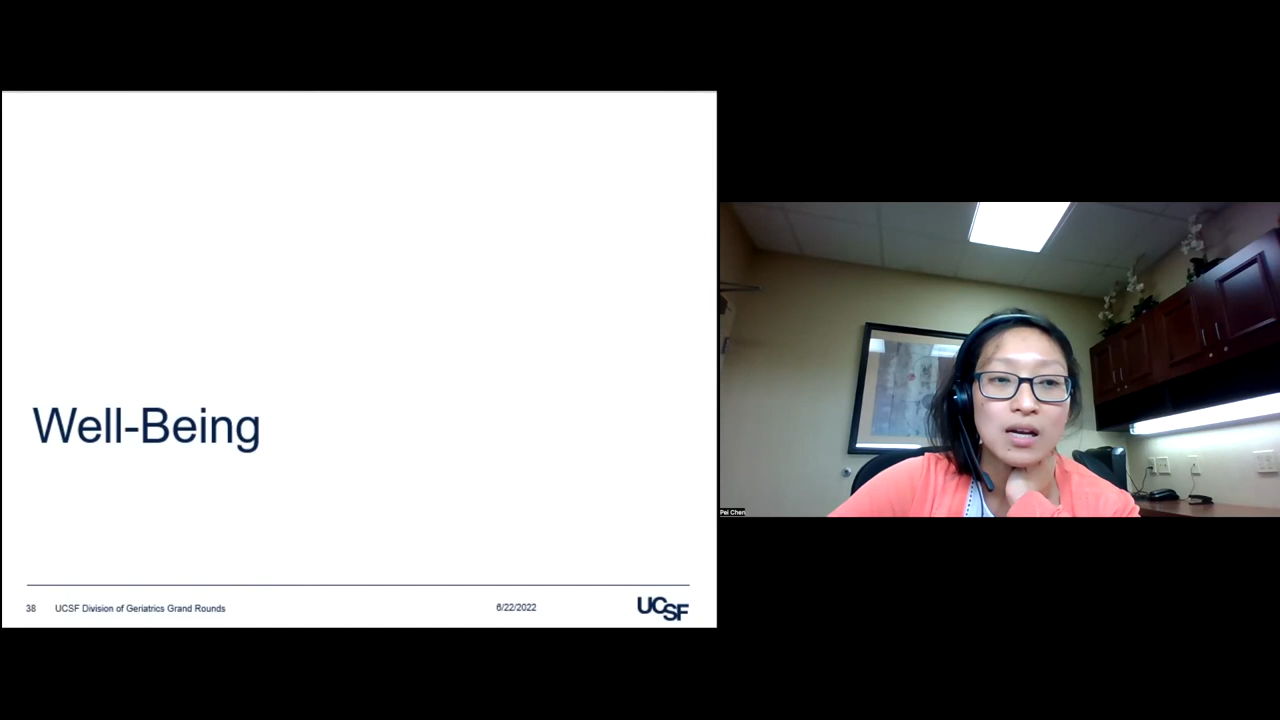 Well-Being
38 UCSF Division of Geriatrics Grand Rounds 6/22/2022 UCSF
Pei Chen